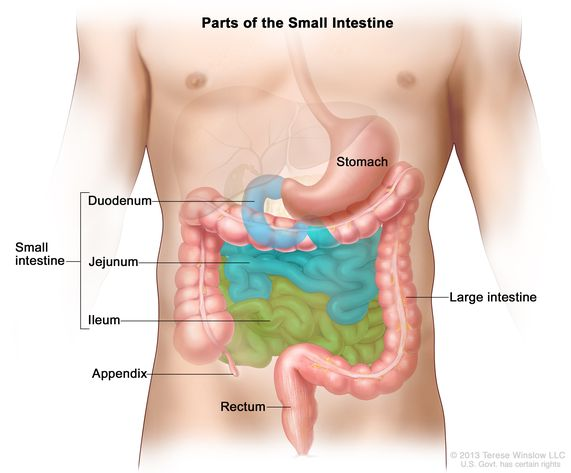 Parts of the Small Intestine
Stomach
Duodenum
Small
intestine
Jejunum
Ileum
Large intestine
Appendix
Rectum
© 2013 Terese Winslow LLC
U.S. Govt. has certain rights